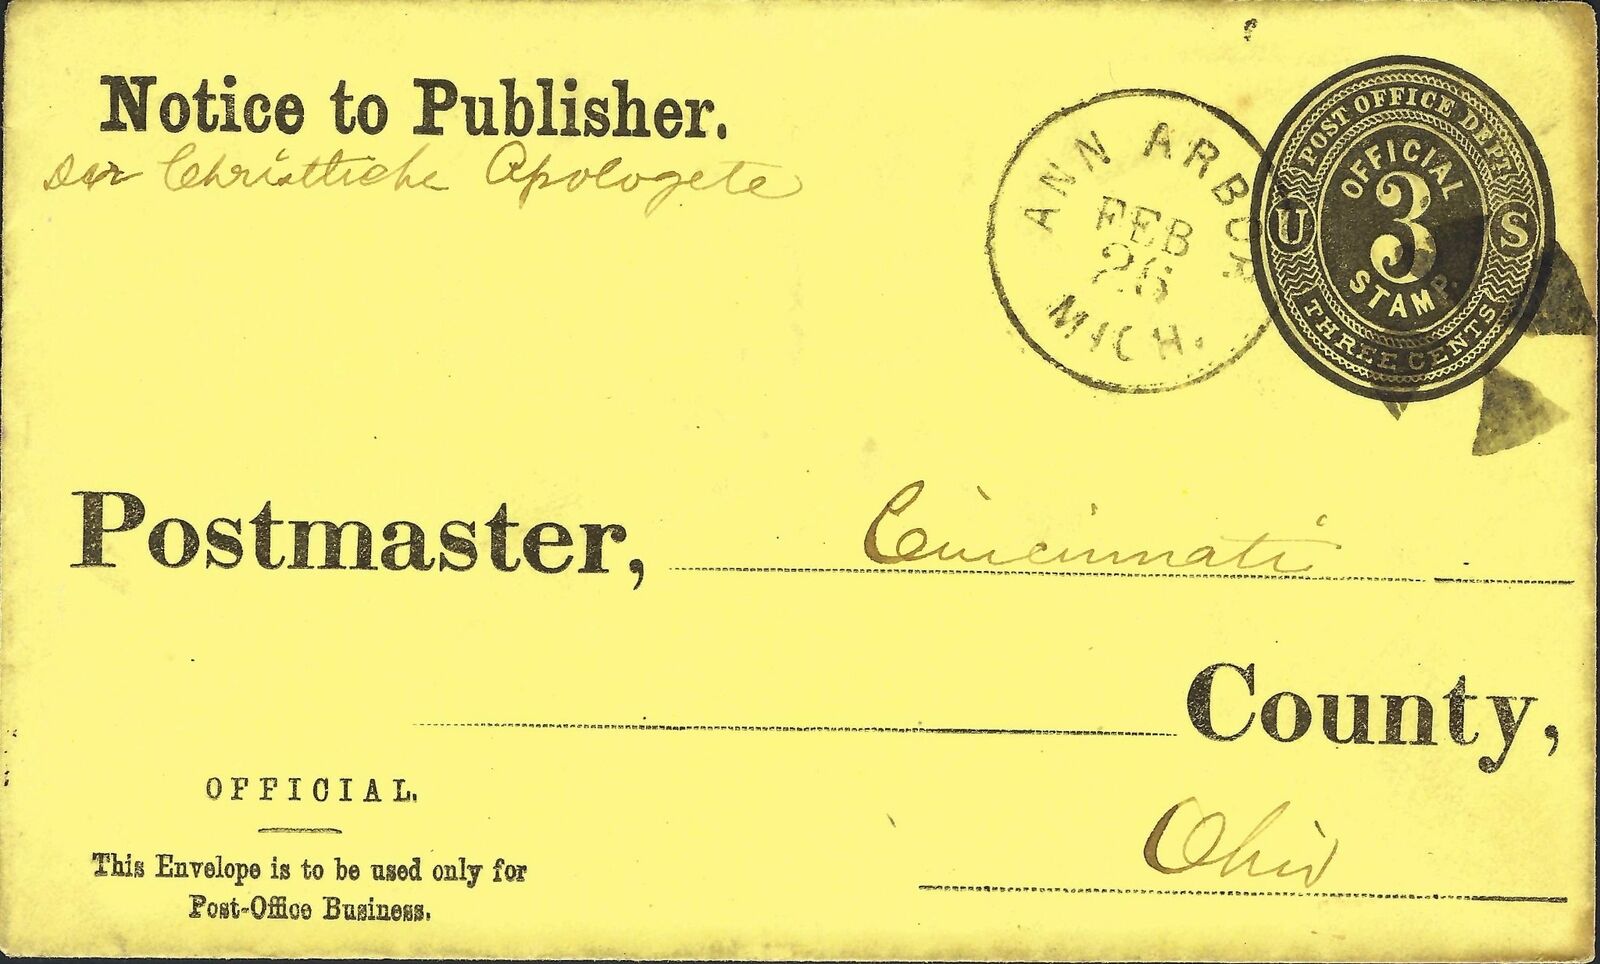 Notice to Publisher.
Der Christliche Apologete
ANN ARBOR
FEB
26
MICH.
POST OFFICE DEPT.
OFFICIAL
U 3 S
STAMP.
THREE CENTS
Postmaster, Cincinnati
County,
Ohio
OFFICIAL.
This Envelope is to be used only for
Post-Office Business.